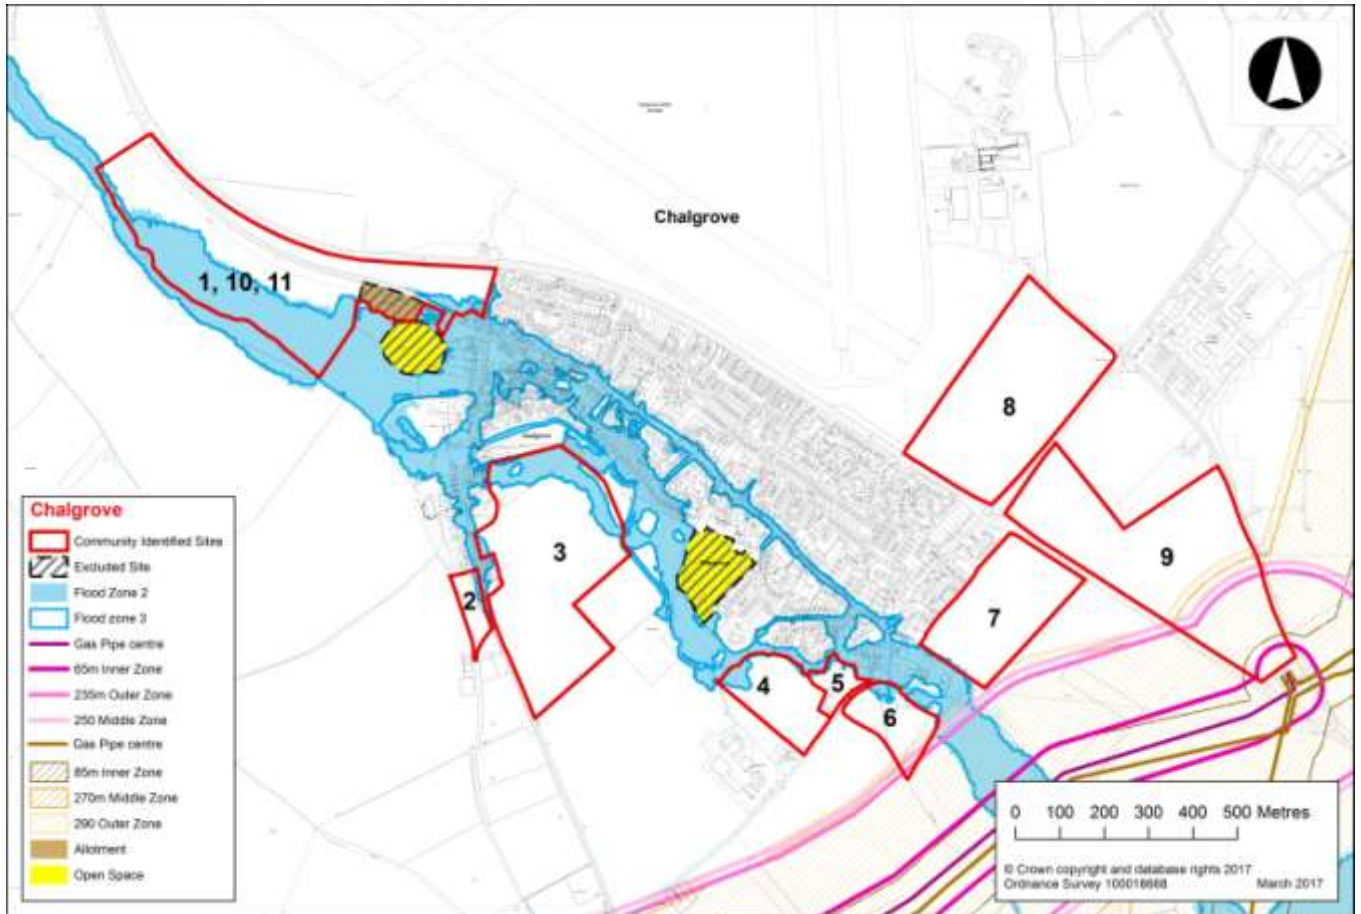 Chalgrove
1, 10, 11
8
3
9
2
7
4
5
6
Chalgrove
Community Identified Sites
Excluded Site
Flood Zone 2
Flood zone 3
Gas Pipe centre
65m Inner Zone
235m Outer Zone
250 Middle Zone
Gas Pipe centre
85m Inner Zone
270m Middle Zone
290 Outer Zone
Allotment
Open Space
0 100 200 300 400 500 Metres
© Crown copyright and database rights 2017
Ordnance Survey 100018668
March 2017